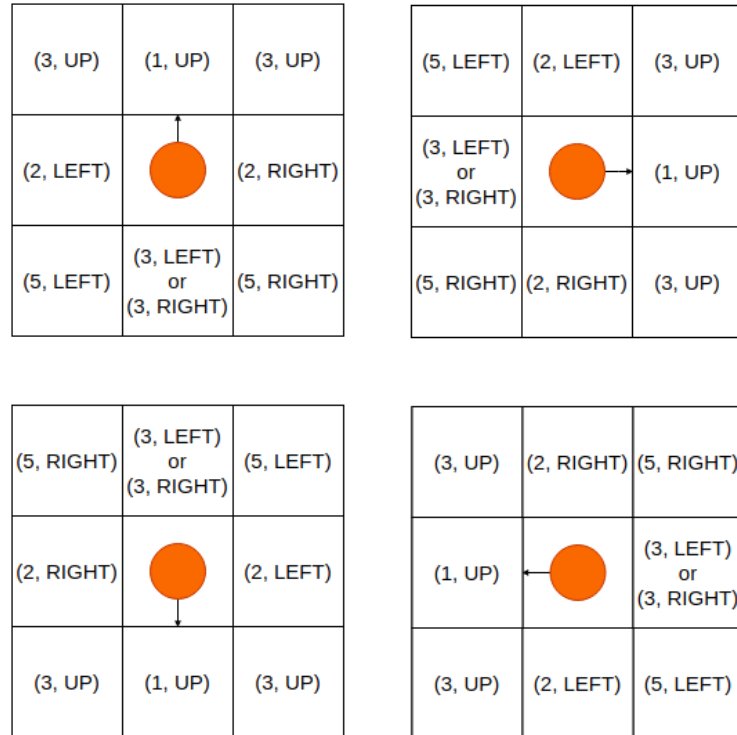 (3, UP) (1, UP) (3, UP)
(2, LEFT) (2, RIGHT)
(5, LEFT) (3, LEFT)
or
(3, RIGHT) (5, RIGHT)
(5, LEFT) (2, LEFT) (3, UP)
(3, LEFT)
or
(3, RIGHT) (1, UP)
(5, RIGHT) (2, RIGHT) (3, UP)
(5, RIGHT) (3, LEFT)
or
(3, RIGHT) (5, LEFT)
(2, RIGHT) (2, LEFT)
(3, UP) (1, UP) (3, UP)
(3, UP) (2, RIGHT) (5, RIGHT)
(1, UP) (3, LEFT)
or
(3, RIGHT)
(3, UP) (2, LEFT) (5, LEFT)